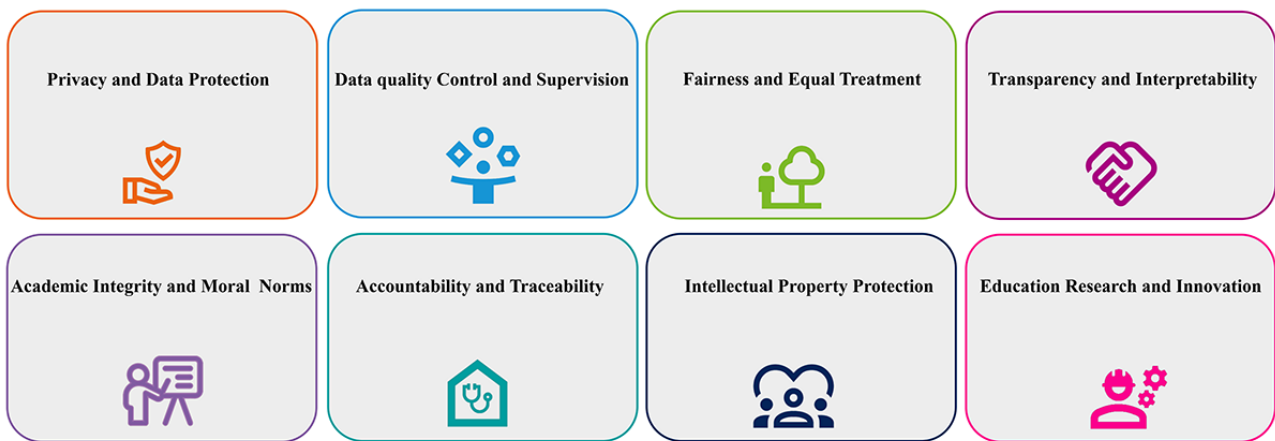 Privacy and Data Protection
Data quality Control and Supervision
Fairness and Equal Treatment
Transparency and Interpretability
Academic Integrity and Moral Norms
Accountability and Traceability
Intellectual Property Protection
Education Research and Innovation